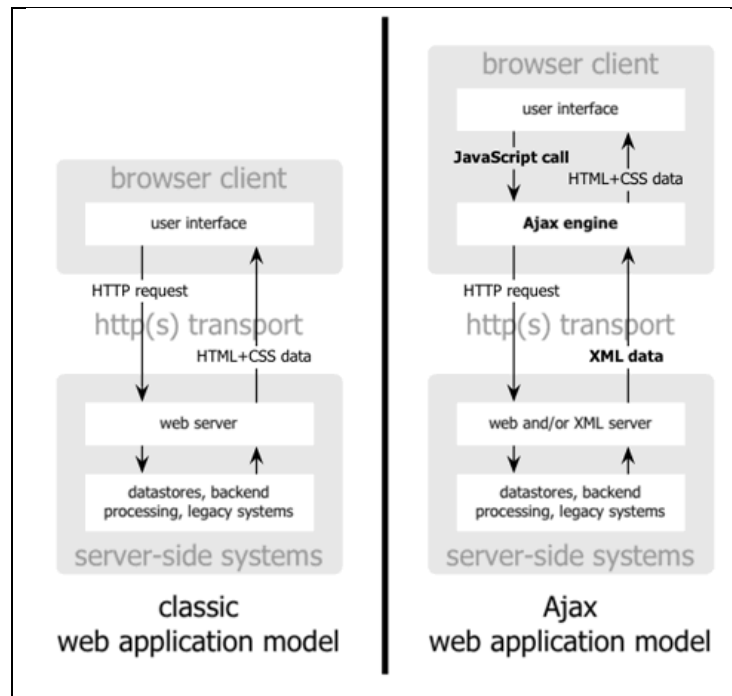 browser client
user interface
HTTP request
http(s) transport
HTML+CSS data
web server
datastores, backend
processing, legacy systems
server-side systems
classic
web application model
browser client
user interface
JavaScript call
HTML+CSS data
Ajax engine
HTTP request
http(s) transport
XML data
web and/or XML server
datastores, backend
processing, legacy systems
server-side systems
Ajax
web application model